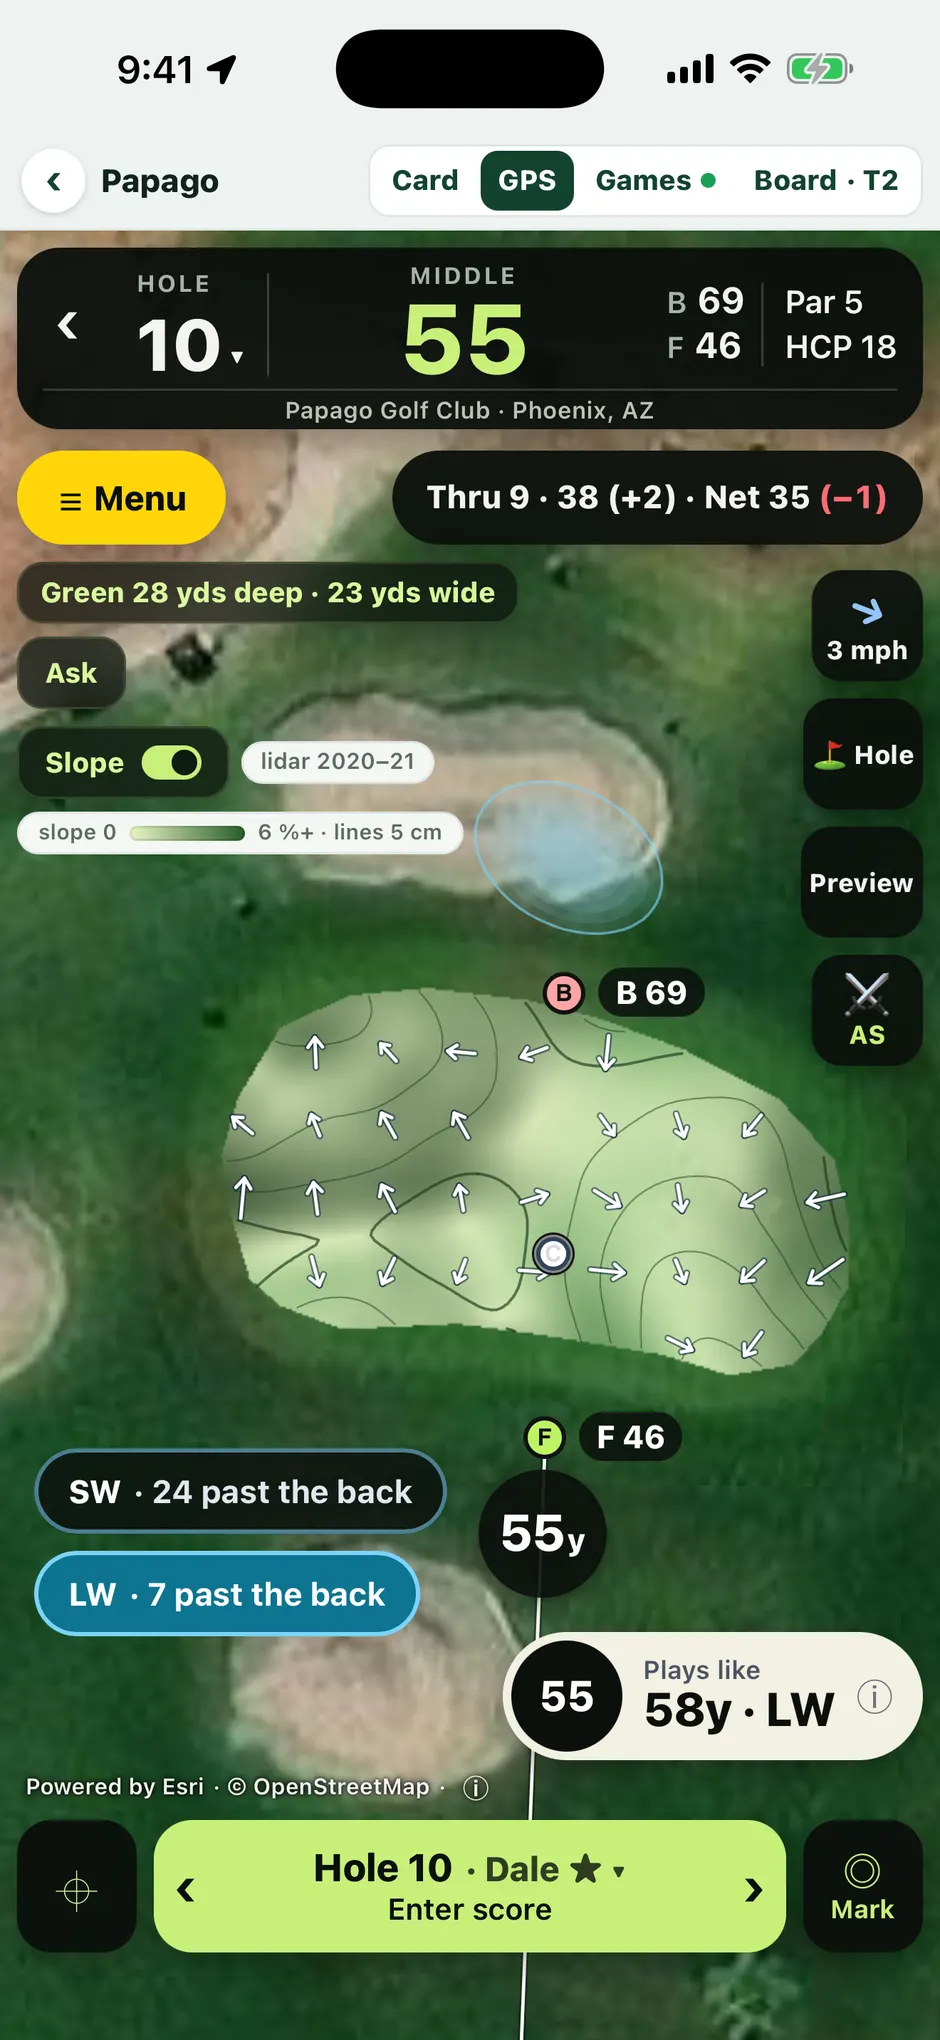 9:41
‹ Papago
Card GPS Games Board · T2
HOLE
10 ▾
MIDDLE
55
B 69
F 46
Par 5
HCP 18
Papago Golf Club · Phoenix, AZ
≡ Menu
Thru 9 · 38 (+2) · Net 35 (−1)
Green 28 yds deep · 23 yds wide
3 mph
Ask
Slope
lidar 2020–21
Hole
slope 0 6 %+ · lines 5 cm
Preview
B B 69
AS
C
F F 46
SW · 24 past the back
55y
LW · 7 past the back
55
Plays like
58y · LW ⓘ
Powered by Esri · © OpenStreetMap · ⓘ
‹ Hole 10 · Dale ★ ▾ ›
Enter score
Mark